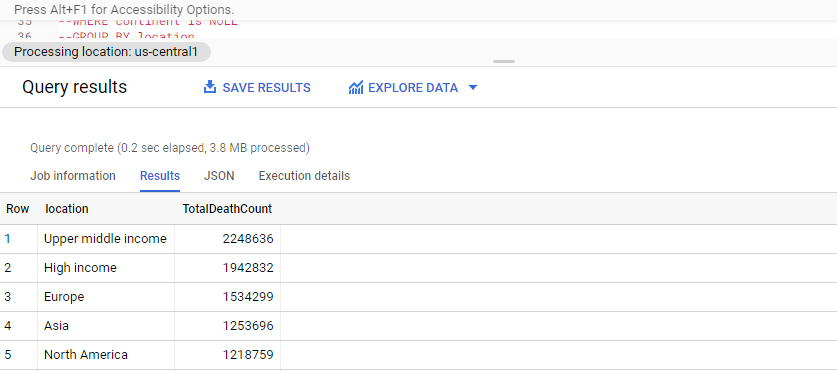 Press Alt+F1 for Accessibility Options.
35 --WHERE continent is NULL
36 --GROUP BY location
Processing location: us-central1
Query results
SAVE RESULTS
EXPLORE DATA
Query complete (0.2 sec elapsed, 3.8 MB processed)
Job information Results JSON Execution details
Row location TotalDeathCount
1 Upper middle income 2248636
2 High income 1942832
3 Europe 1534299
4 Asia 1253696
5 North America 1218759